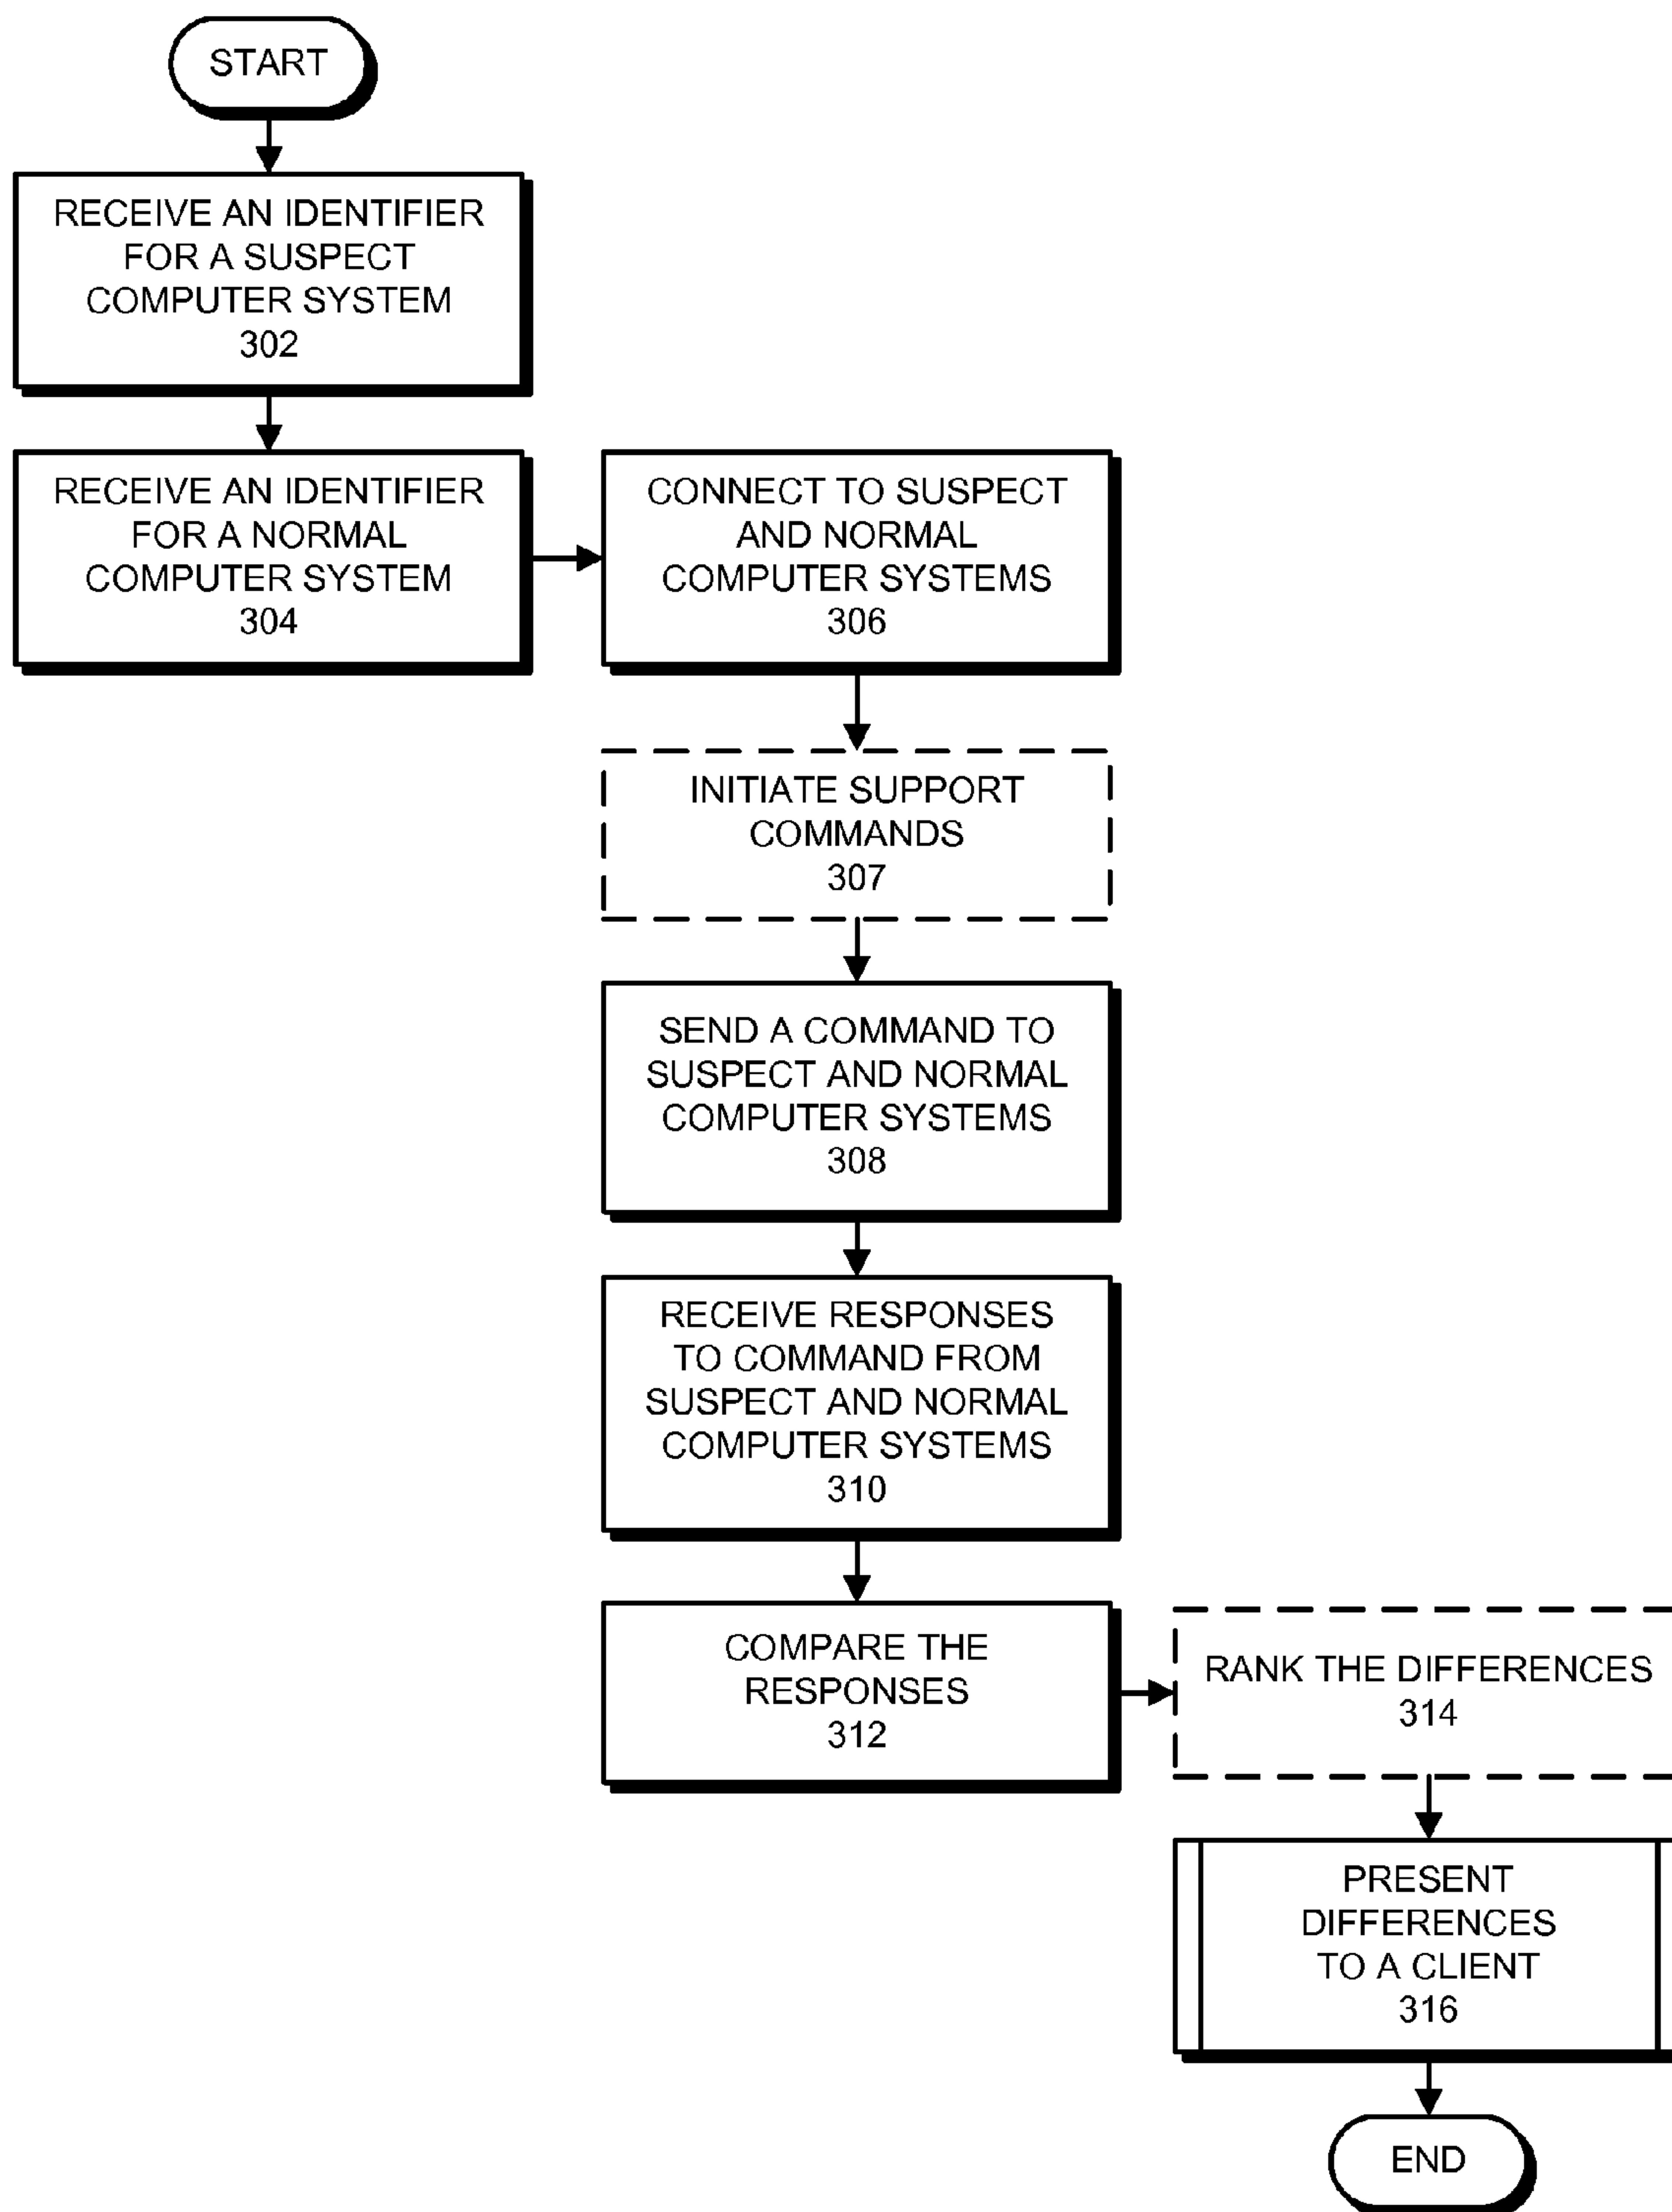 START
RECEIVE AN IDENTIFIER
FOR A SUSPECT
COMPUTER SYSTEM
302
RECEIVE AN IDENTIFIER
FOR A NORMAL
COMPUTER SYSTEM
304
CONNECT TO SUSPECT
AND NORMAL
COMPUTER SYSTEMS
306
INITIATE SUPPORT
COMMANDS
307
SEND A COMMAND TO
SUSPECT AND NORMAL
COMPUTER SYSTEMS
308
RECEIVE RESPONSES
TO COMMAND FROM
SUSPECT AND NORMAL
COMPUTER SYSTEMS
310
COMPARE THE
RESPONSES
312
RANK THE DIFFERENCES
314
PRESENT
DIFFERENCES
TO A CLIENT
316
END